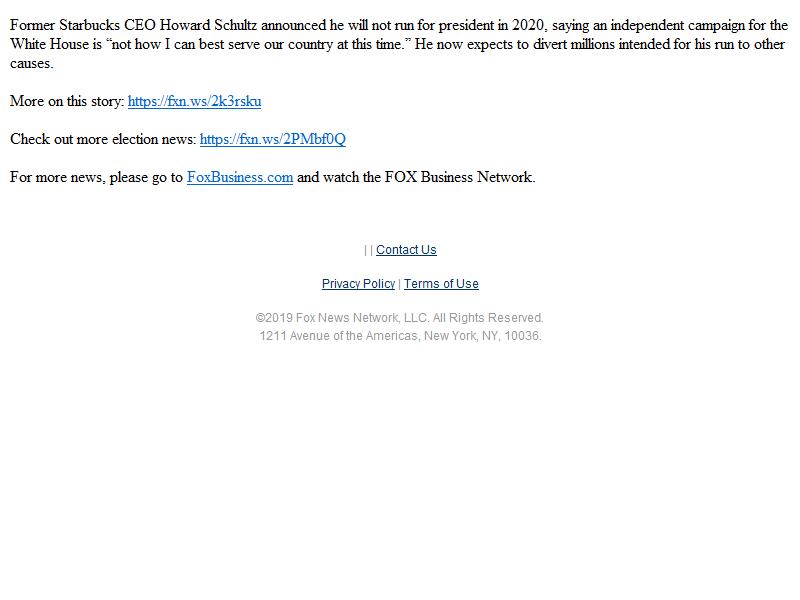 Former Starbucks CEO Howard Schultz announced he will not run for president in 2020, saying an independent campaign for the
White House is “not how I can best serve our country at this time.” He now expects to divert millions intended for his run to other
causes.
More on this story: https://fxn.ws/2k3rsku
Check out more election news: https://fxn.ws/2PMbf0Q
For more news, please go to FoxBusiness.com and watch the FOX Business Network.
| | Contact Us
Privacy Policy | Terms of Use
©2019 Fox News Network, LLC. All Rights Reserved.
1211 Avenue of the Americas, New York, NY, 10036.